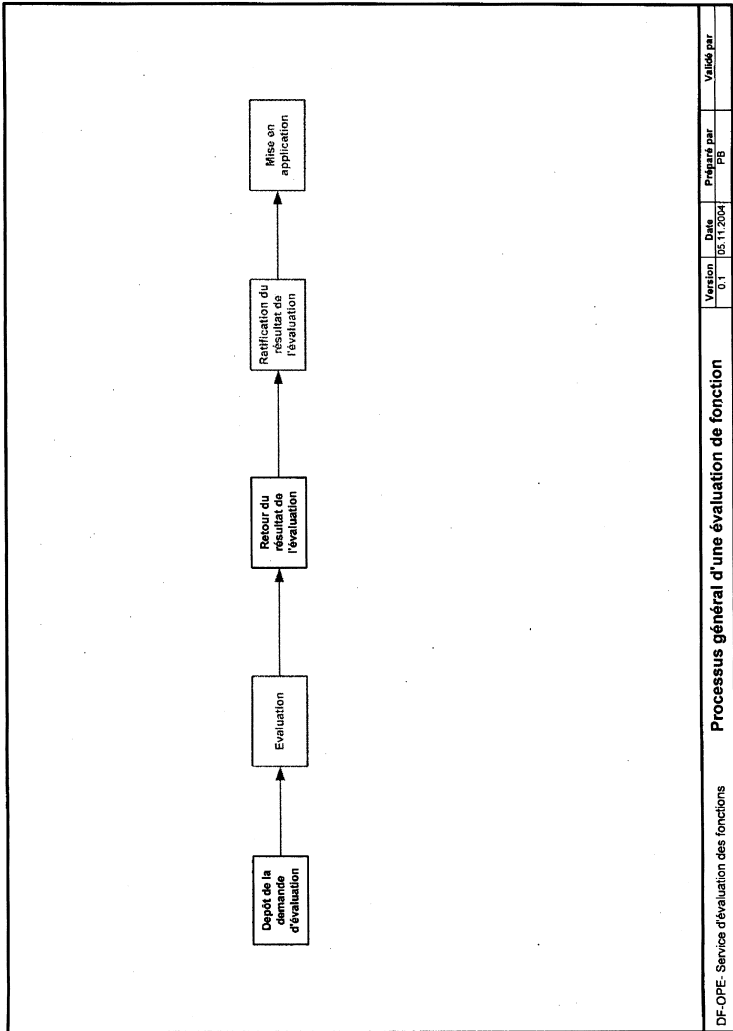 Depôt de la
demande
d'évaluation
Evaluation
Retour du
résultat de
l'évaluation
Ratification du
résultat de
l'évaluation
Mise en
application
DF-OPE- Service d'évaluation des fonctions
Processus général d'une évaluation de fonction
Version Date Préparé par Validé par
0.1 05.11.2004 PB